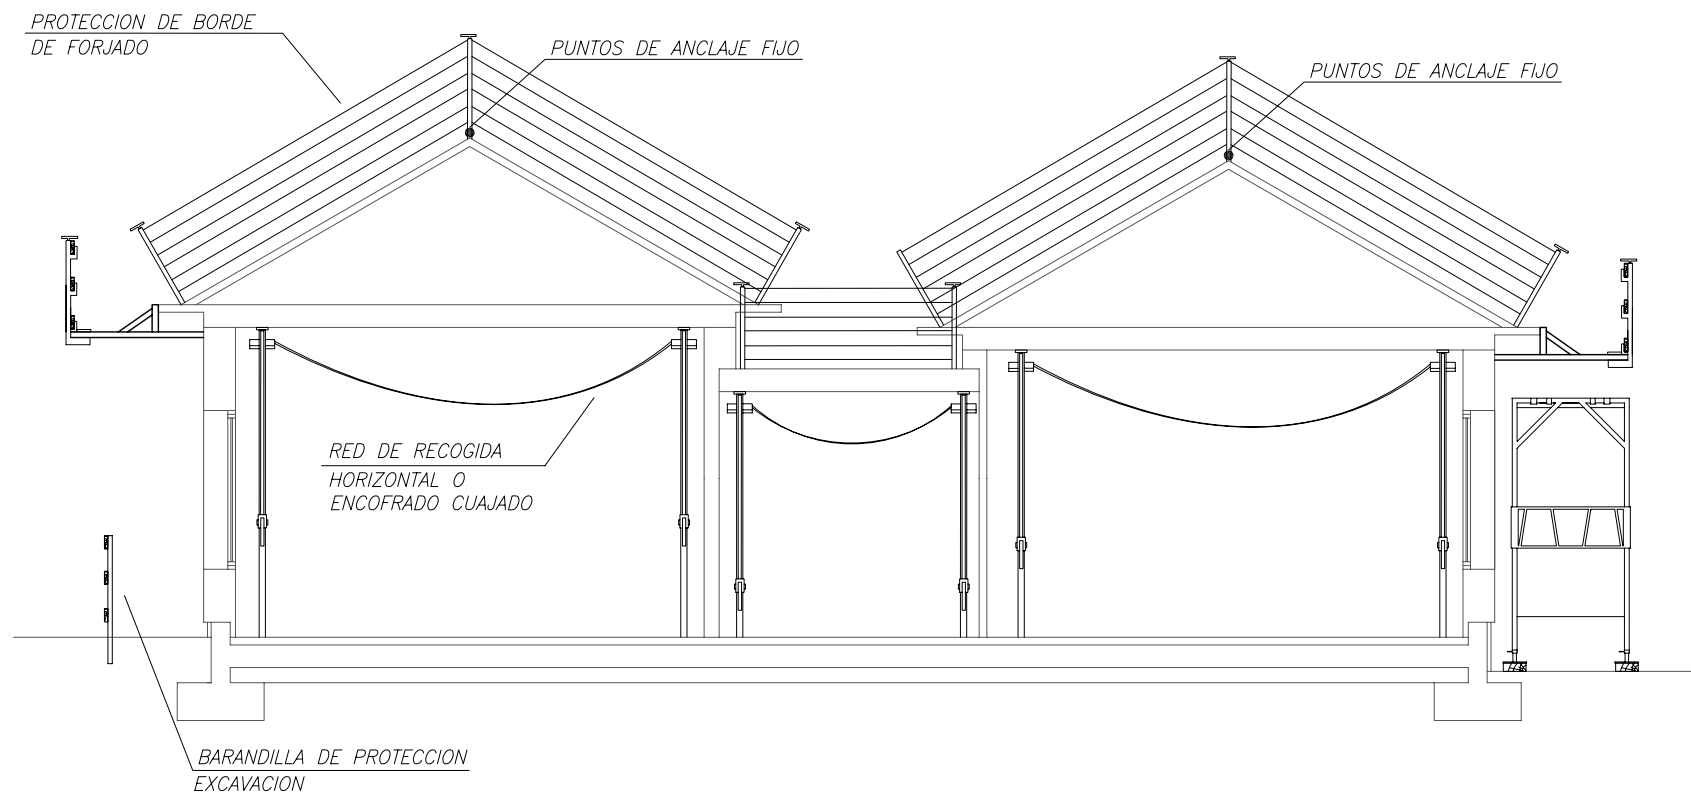 PROTECCION DE BORDE
DE FORJADO
PUNTOS DE ANCLAJE FIJO
PUNTOS DE ANCLAJE FIJO
RED DE RECOGIDA
HORIZONTAL O
ENCOFRADO CUAJADO
BARANDILLA DE PROTECCION
EXCAVACION